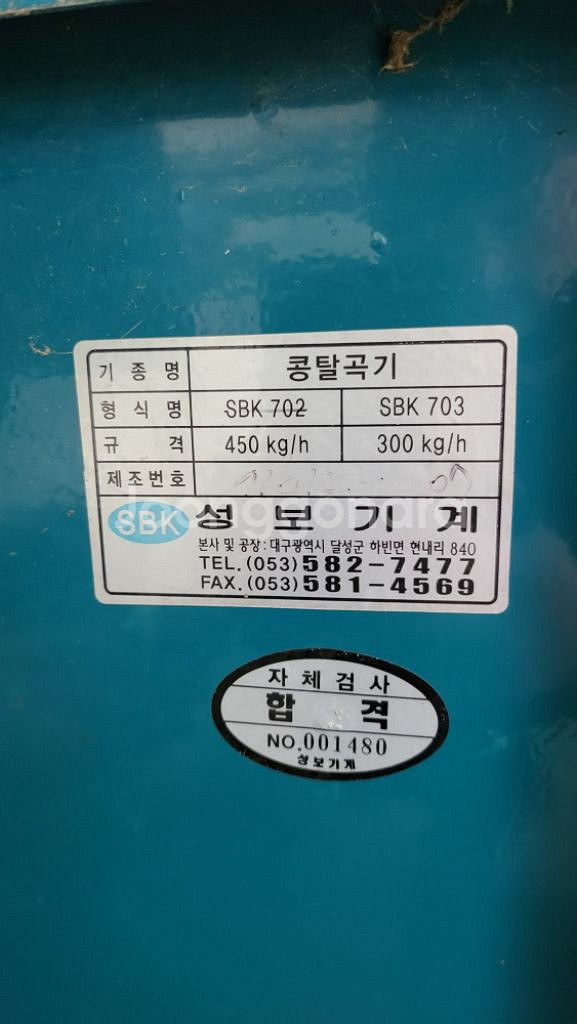 기 종 명 콩탈곡기
형 식 명 SBK 702 SBK 703
규 격 450 kg/h 300 kg/h
제조번호
SBK 성 보 기 계
본사 및 공장 : 대구광역시 달성군 하빈면 현내리 840
TEL. (053) 582-7477
FAX. (053) 581-4569
자 체 검 사
합 격
NO.001480
성보기계